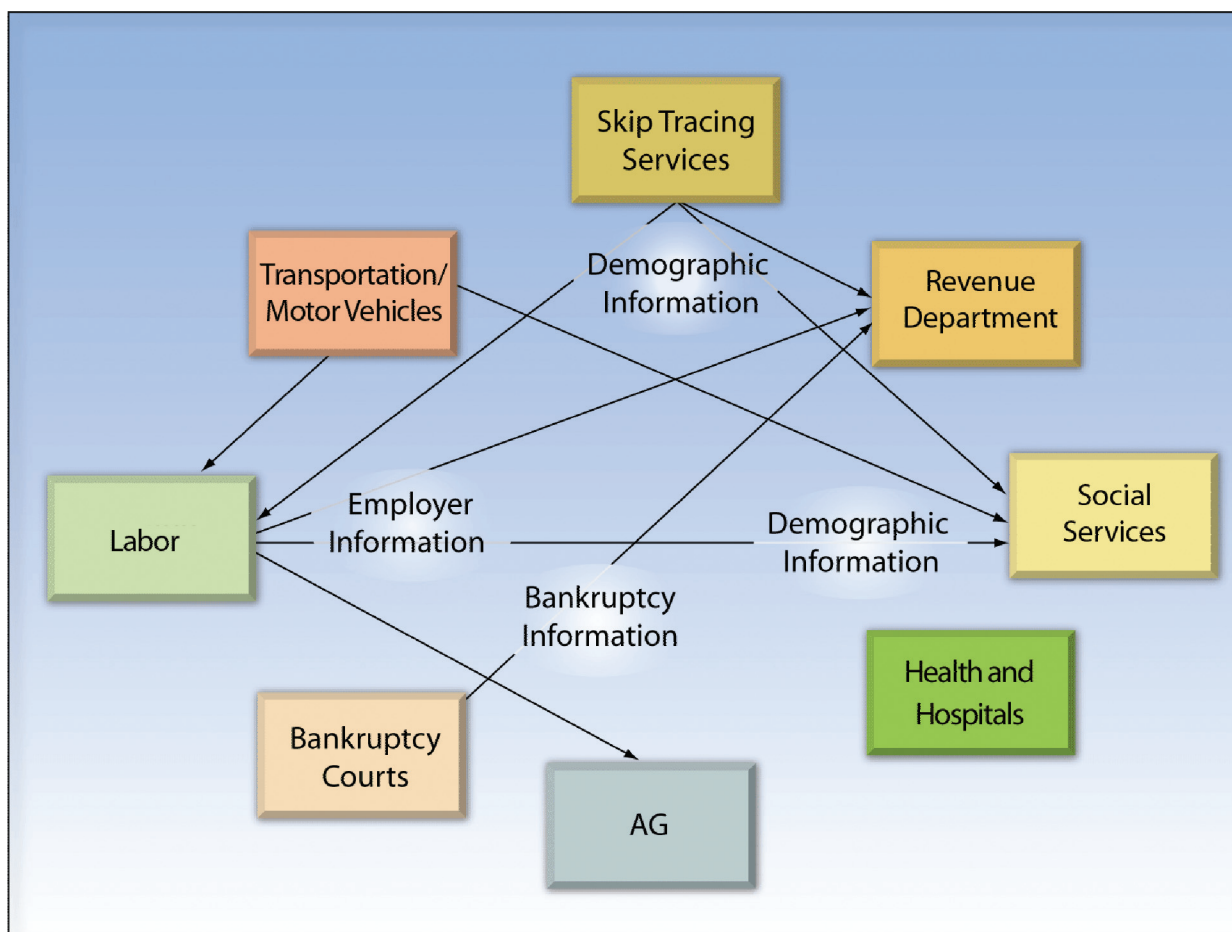 Skip Tracing
Services
Transportation/
Motor Vehicles
Demographic
Information
Revenue
Department
Labor
Employer
Information
Demographic
Information
Social
Services
Bankruptcy
Information
Health and
Hospitals
Bankruptcy
Courts
AG